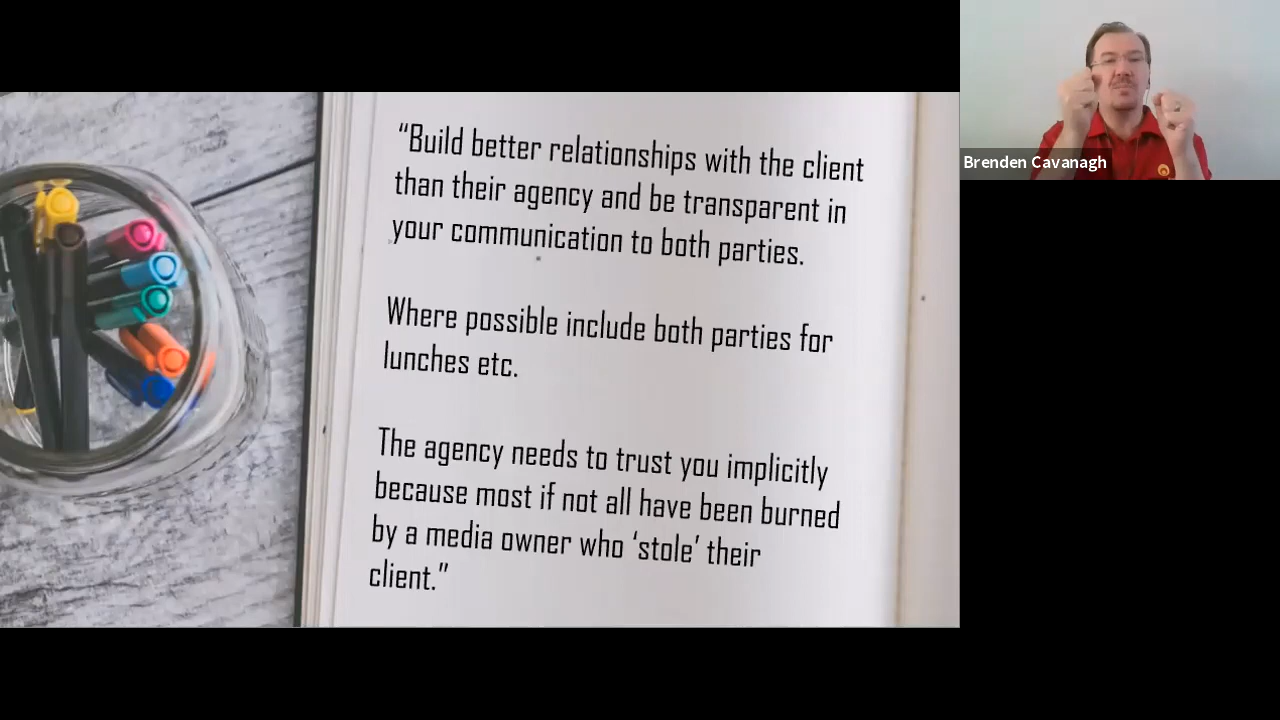 “Build better relationships with the client
than their agency and be transparent in
your communication to both parties.
Where possible include both parties for
lunches etc.
The agency needs to trust you implicitly
because most if not all have been burned
by a media owner who ‘stole’ their
client.”
Brenden Cavanagh